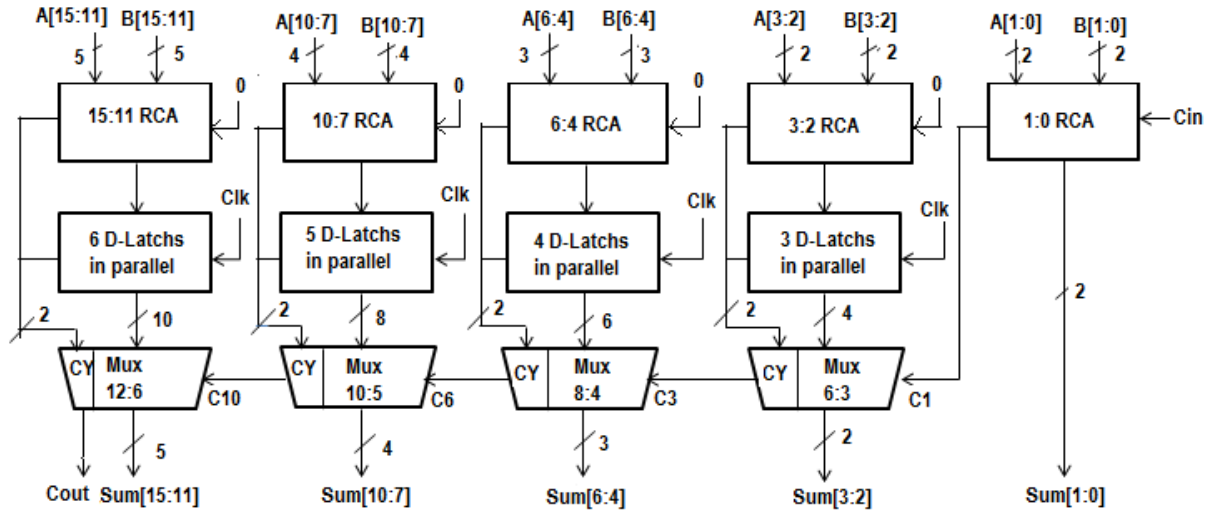 A[15:11] B[15:11] A[10:7] B[10:7] A[6:4] B[6:4] A[3:2] B[3:2] A[1:0] B[1:0]
5 5 4 4 3 3 2 2 2 2
0 0 0 0
15:11 RCA 10:7 RCA 6:4 RCA 3:2 RCA 1:0 RCA Cin
Clk Clk Clk Clk
6 D-Latchs 5 D-Latchs 4 D-Latchs 3 D-Latchs
in parallel in parallel in parallel in parallel
2 10 2 8 2 6 2 4 2
CY Mux CY Mux CY Mux CY Mux
12:6 10:5 8:4 6:3
C10 C6 C3 C1
5 4 3 2
Cout Sum[15:11] Sum[10:7] Sum[6:4] Sum[3:2] Sum[1:0]